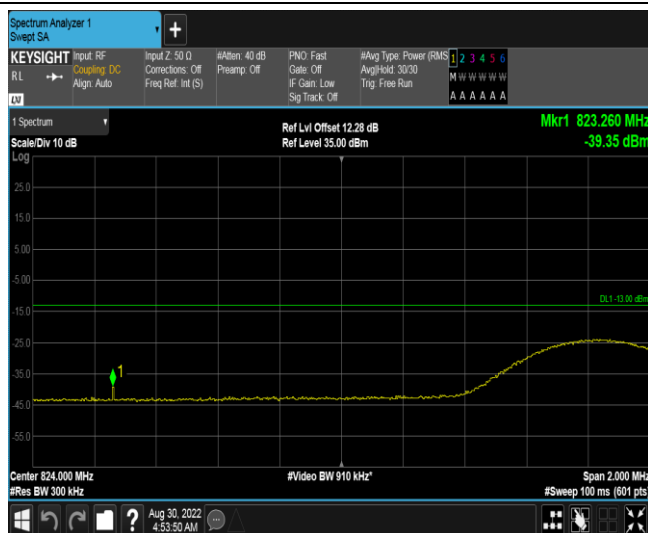 Spectrum Analyzer 1
Swept SA
KEYSIGHT
RL
Input: RF
Coupling: DC
Align: Auto
Input Z: 50 Ω
Corrections: Off
Freq Ref: Int (S)
#Atten: 40 dB
Preamp: Off
PNO: Fast
Gate: Off
IF Gain: Low
Sig Track: Off
#Avg Type: Power (RMS
Avg|Hold: 30/30
Trig: Free Run
1 2 3 4 5 6
M W W W W W
A A A A A A
LXI
1 Spectrum
Scale/Div 10 dB
Ref Lvl Offset 12.28 dB
Ref Level 35.00 dBm
Mkr1 823.260 MHz
-39.35 dBm
Log
25.0
15.0
5.00
-5.00
DL1 -13.00 dBm
-15.0
-25.0
-35.0
1
-45.0
-55.0
Center 824.000 MHz
#Video BW 910 kHz*
Span 2.000 MHz
#Res BW 300 kHz
#Sweep 100 ms (601 pts)
Aug 30, 2022
4:53:50 AM